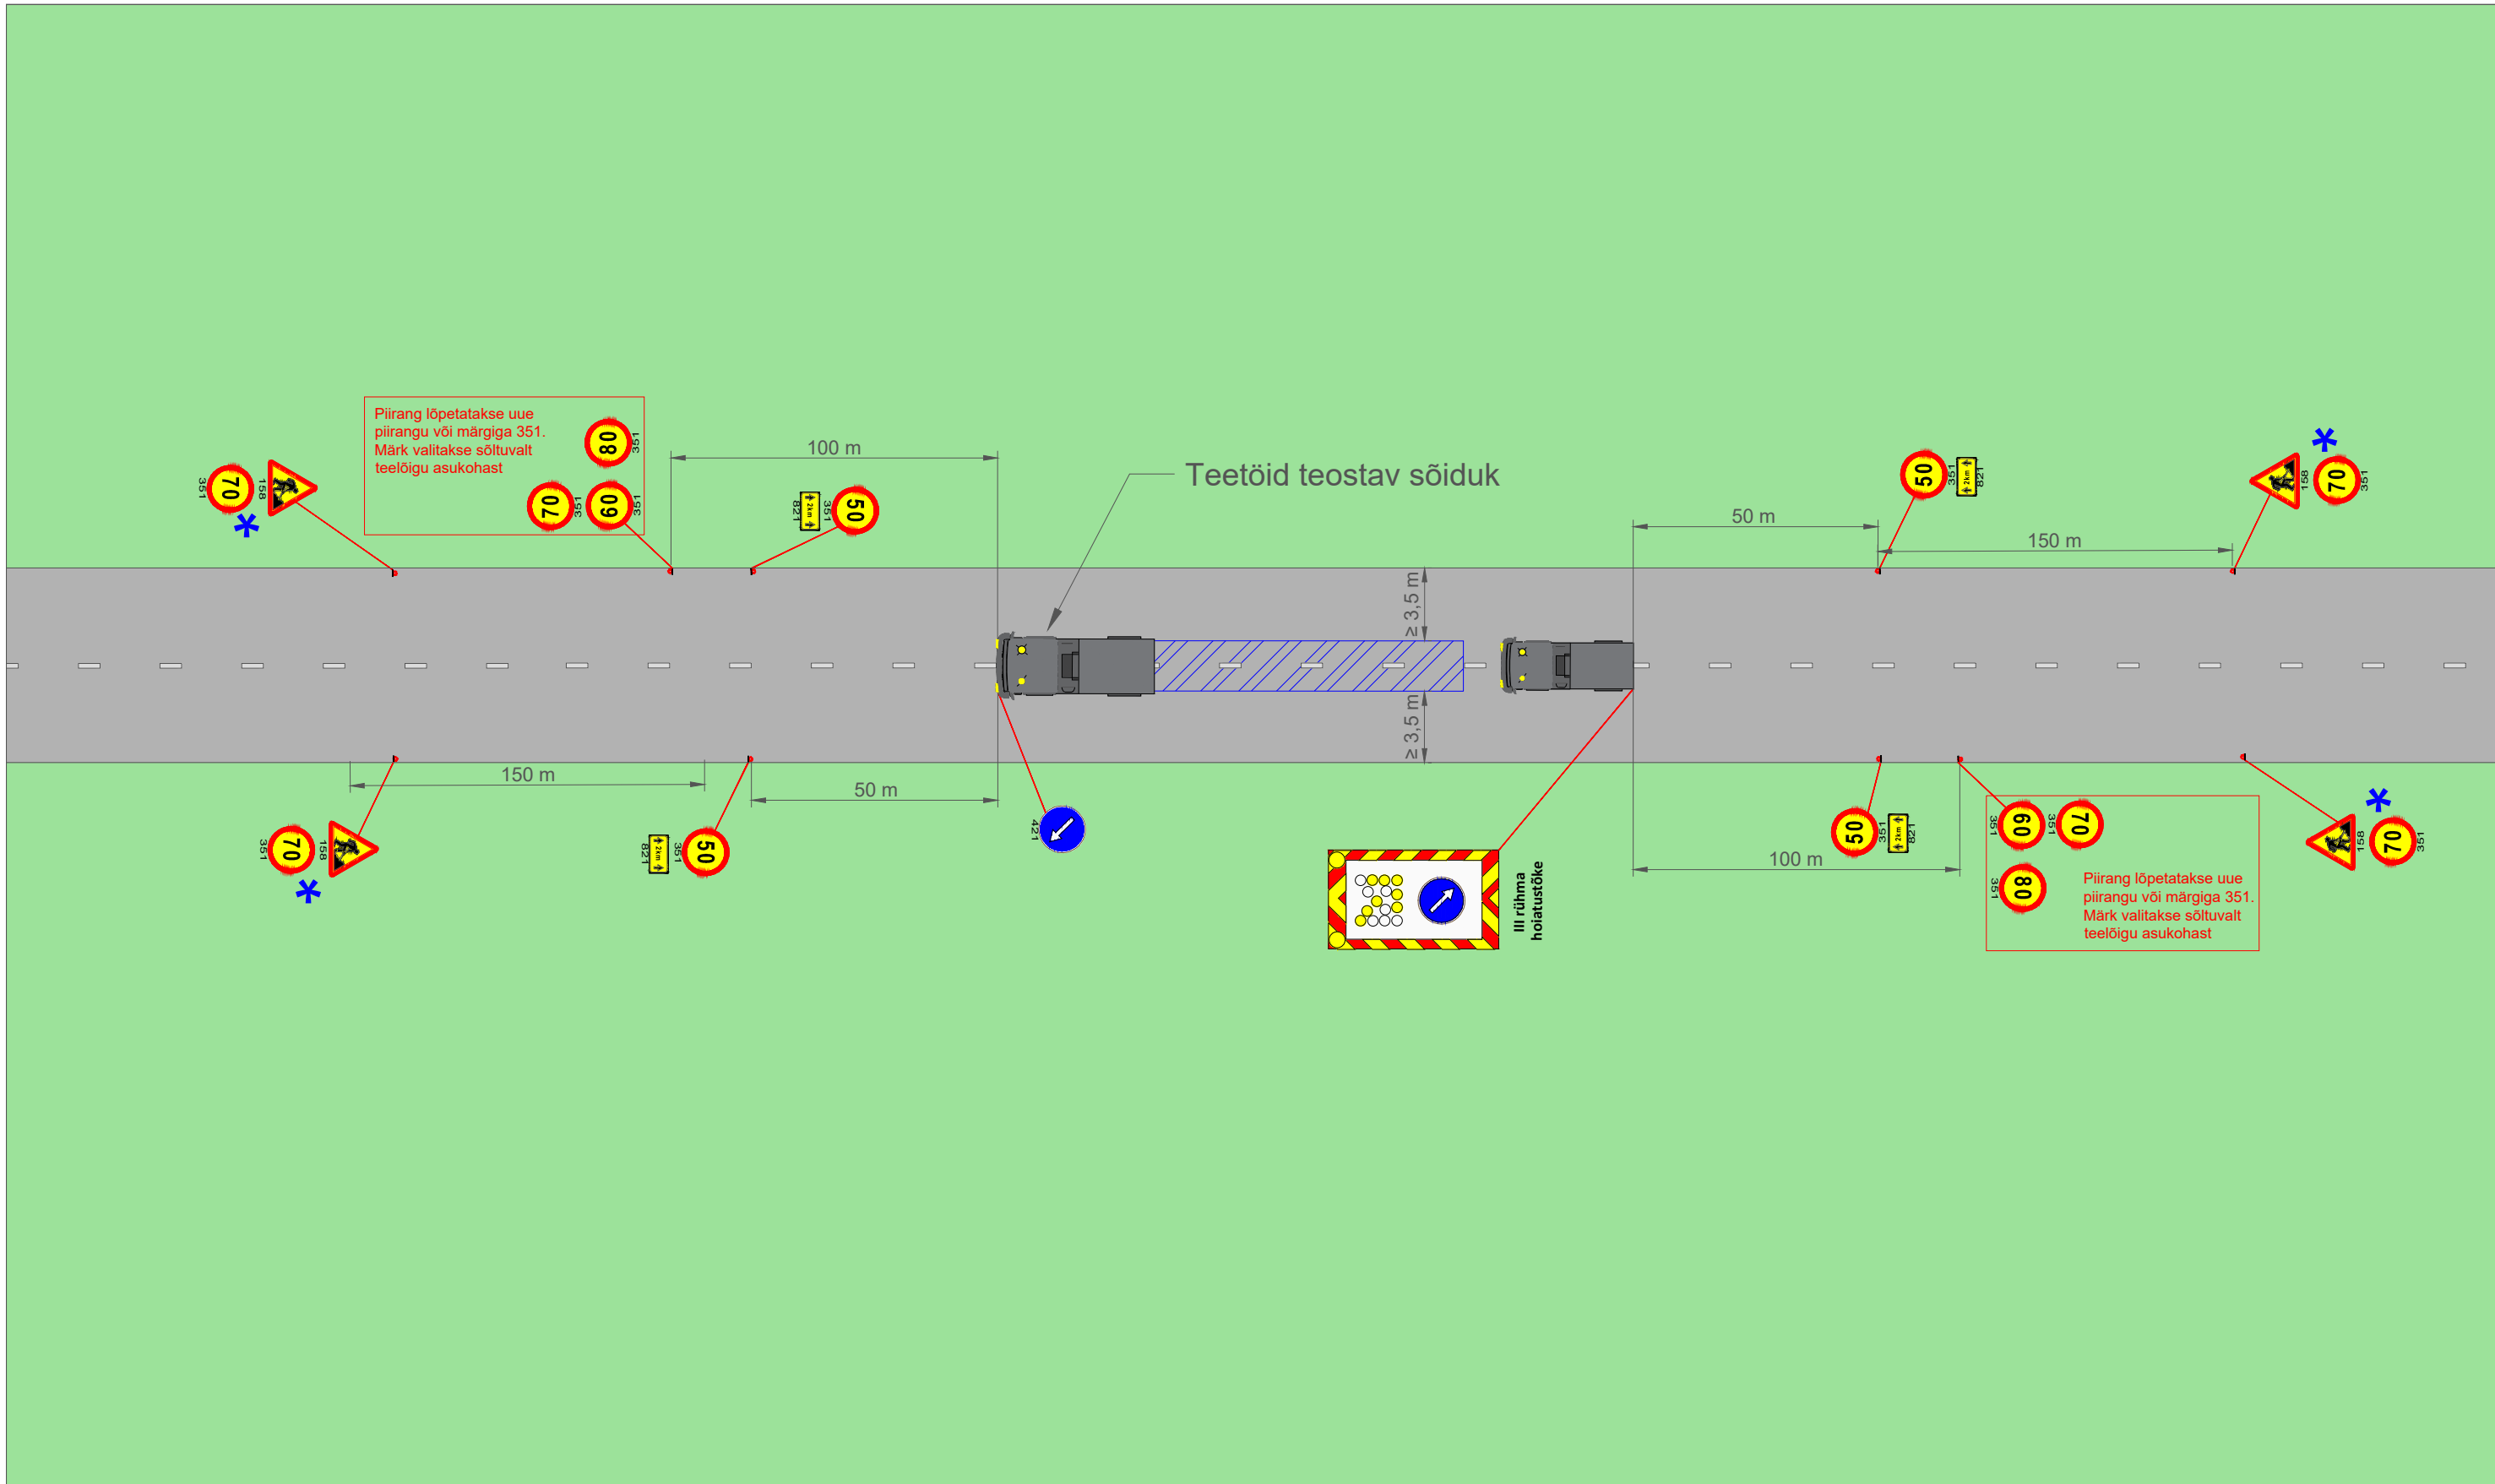 Piirang lõpetatakse uue
piirangu või märgiga 351.
Märk valitakse sõltuvalt
teelõigu asukohast
80
351
70
351
60
351
70
351
158
*
100 m
821
2km
351
50
Teetöid teostav sõiduk
50 m
50
351
2km
821
150 m
*
158
70
351
≥ 3,5 m
≥ 3,5 m
150 m
50 m
351
70
158
*
821
2km
351
50
421
III rühma
hoiatustõke
50
351
2km
821
100 m
351
60
351
70
351
80
Piirang lõpetatakse uue
piirangu või märgiga 351.
Märk valitakse sõltuvalt
teelõigu asukohast
*
158
70
351